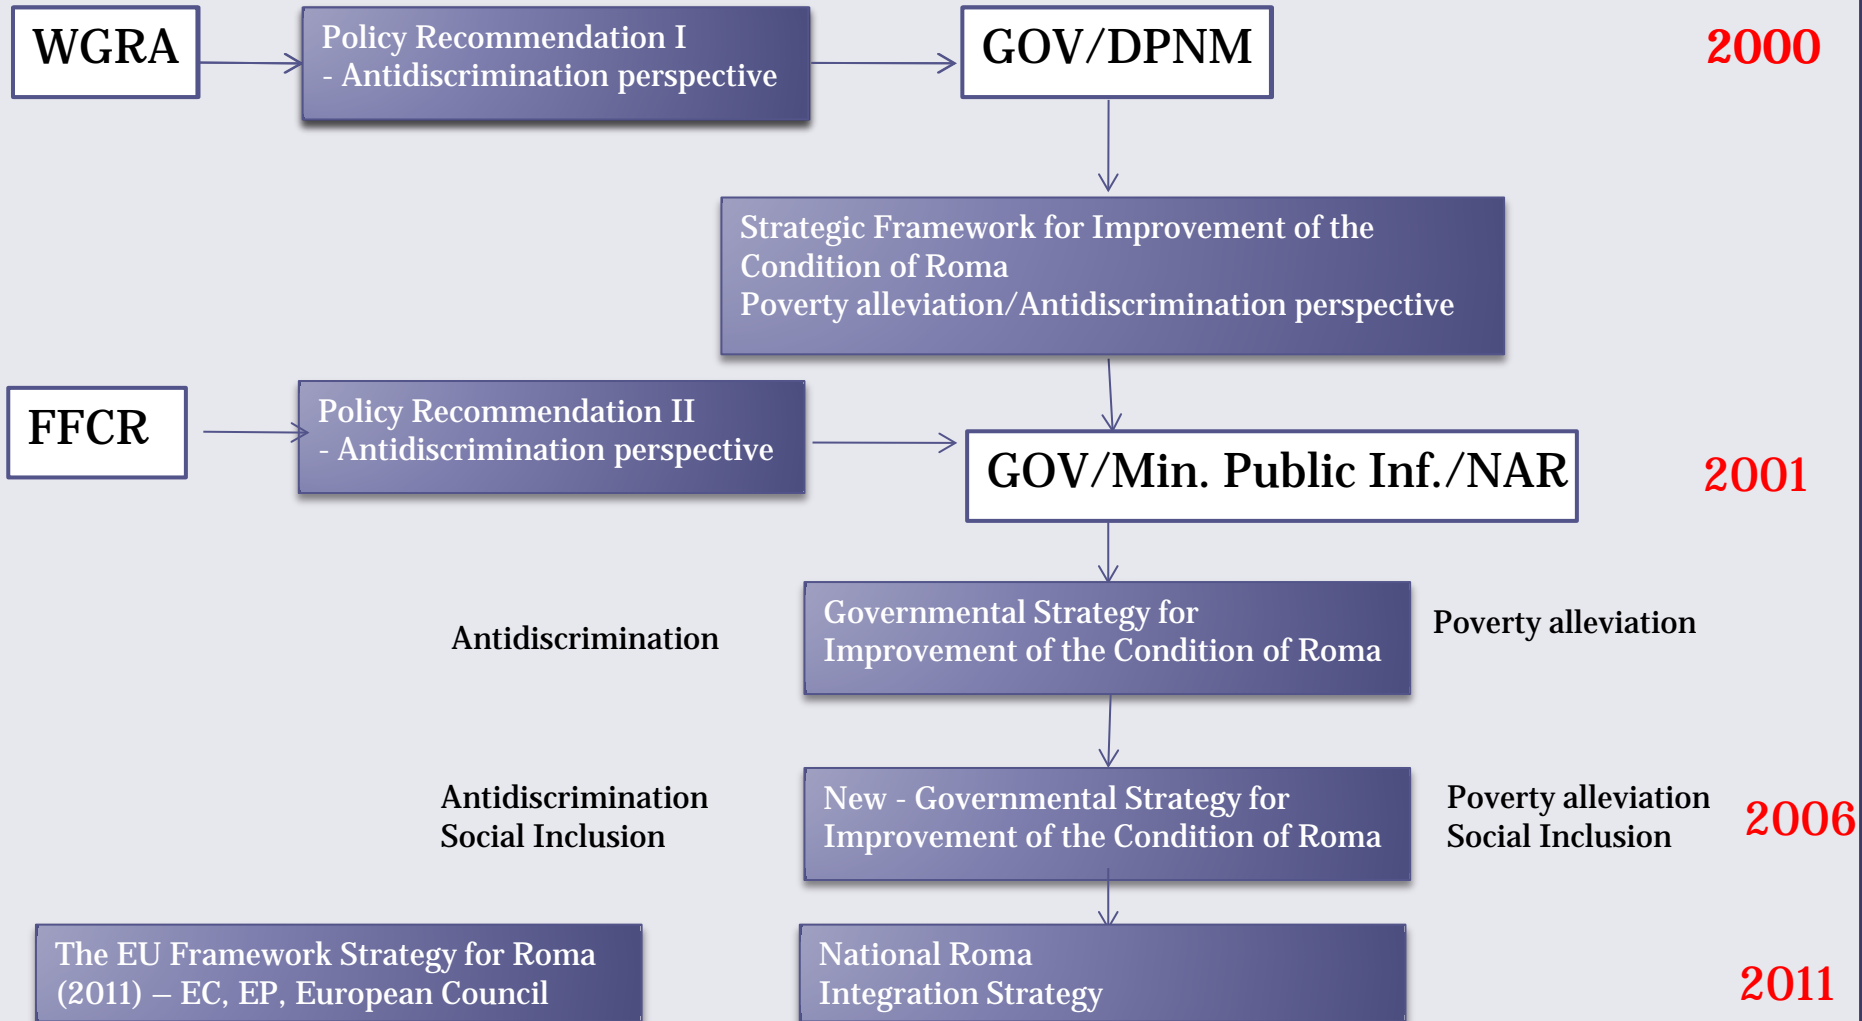 WGRA
Policy Recommendation I
- Antidiscrimination perspective
GOV/DPNM
2000
Strategic Framework for Improvement of the
Condition of Roma
Poverty alleviation/Antidiscrimination perspective
FFCR
Policy Recommendation II
- Antidiscrimination perspective
GOV/Min. Public Inf./NAR
2001
Antidiscrimination
Governmental Strategy for
Improvement of the Condition of Roma
Poverty alleviation
Antidiscrimination
Social Inclusion
New - Governmental Strategy for
Improvement of the Condition of Roma
Poverty alleviation
Social Inclusion
2006
The EU Framework Strategy for Roma
(2011) – EC, EP, European Council
National Roma
Integration Strategy
2011